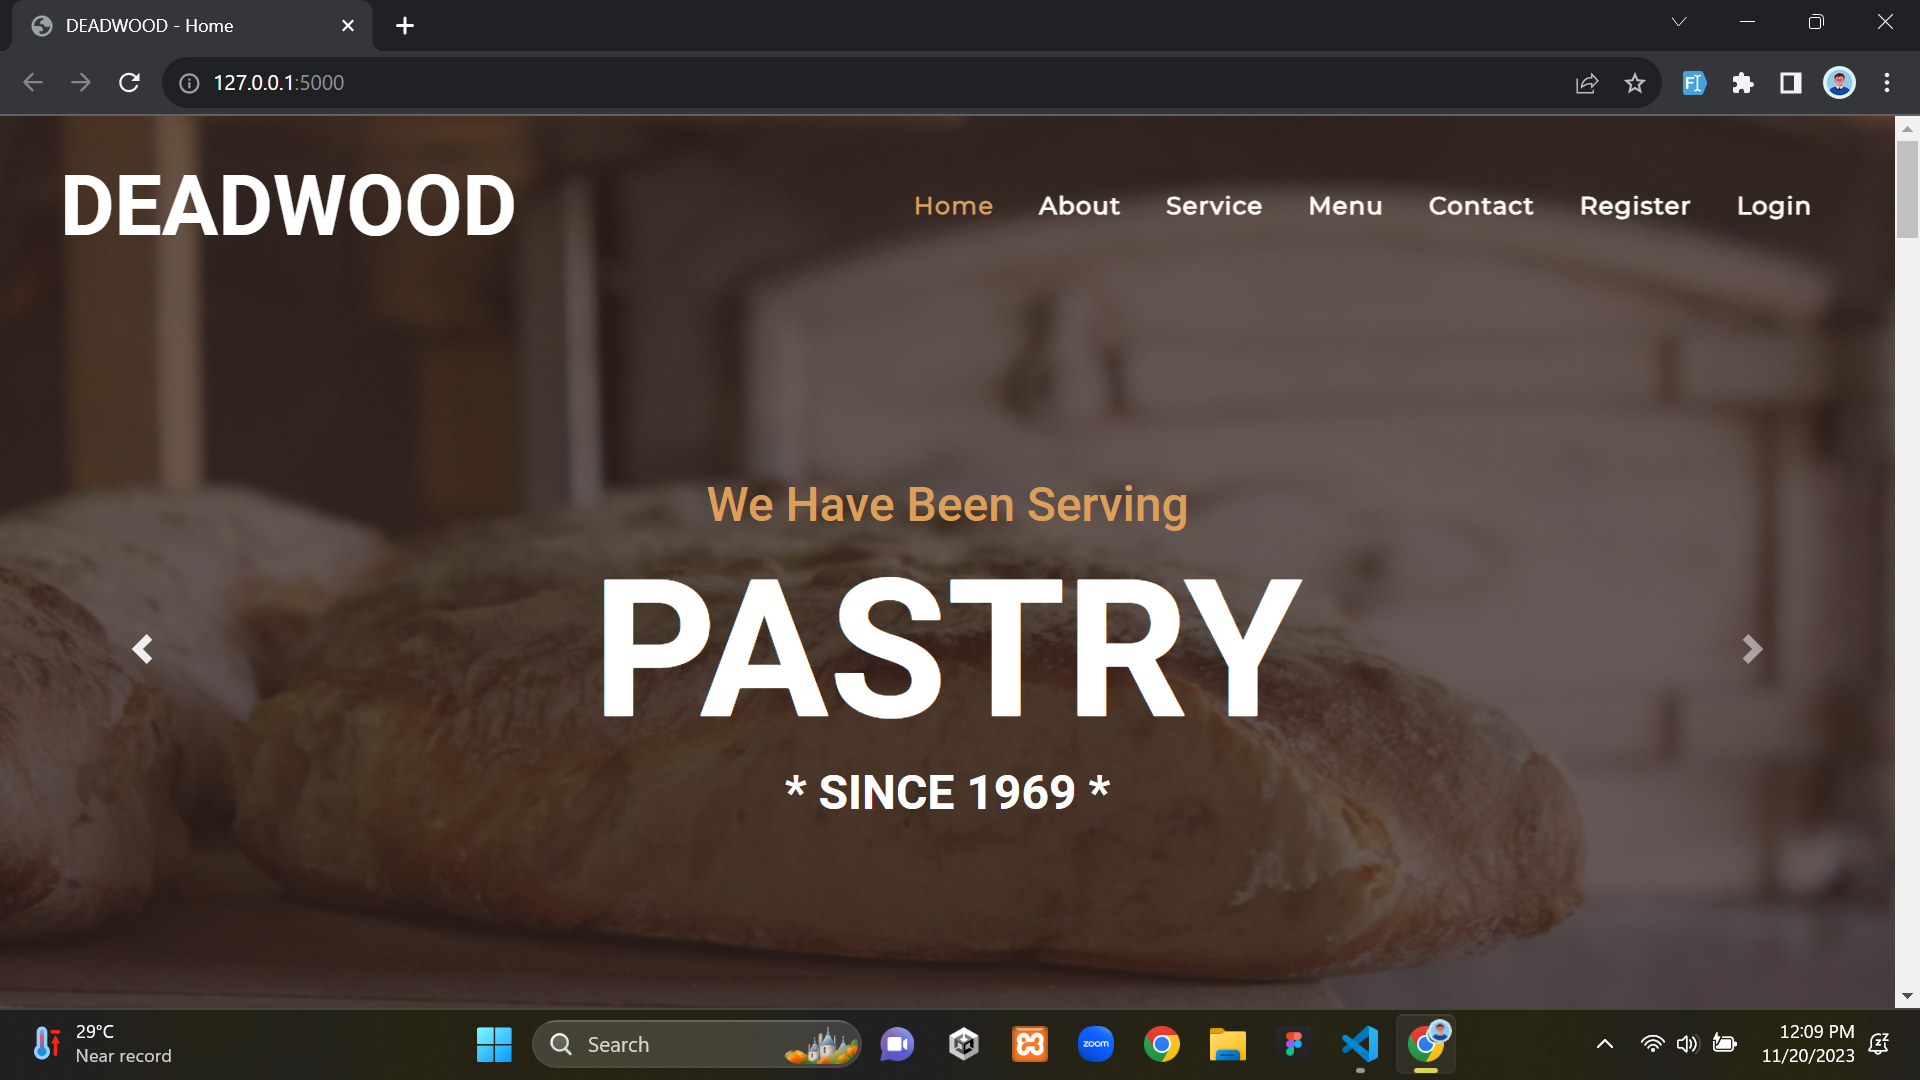 DEADWOOD - Home
127.0.0.1:5000
DEADWOOD
Home About Service Menu Contact Register Login
We Have Been Serving
PASTRY
* SINCE 1969 *
29°C
Near record
Search
zoom
12:09 PM
11/20/2023